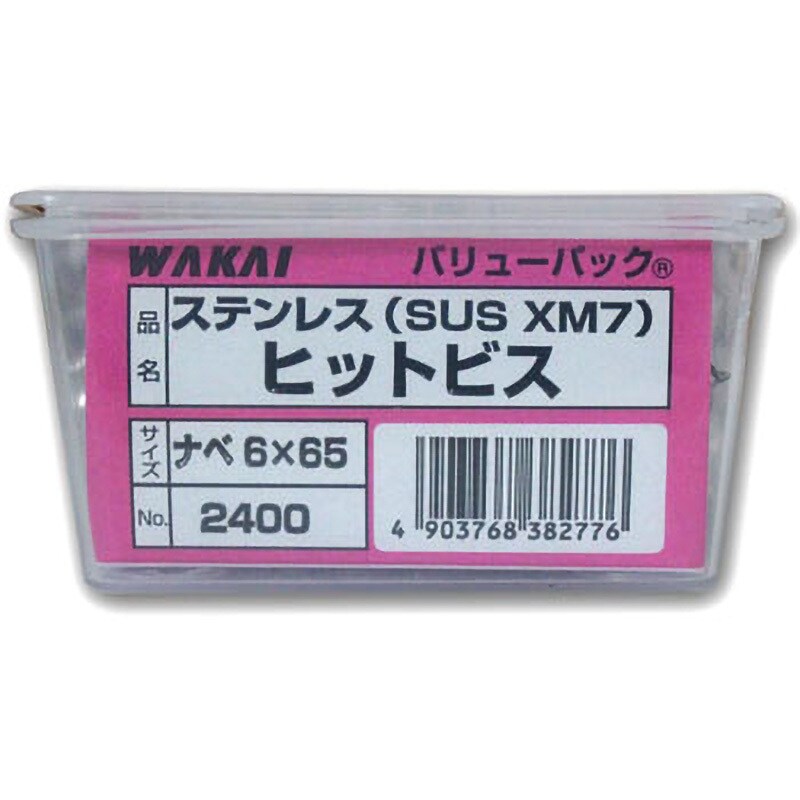 WAKAI バリューパック®
品名 ステンレス(SUS XM7)
ヒットビス
サイズ ナベ 6×65
No. 2400
4 903768 382776